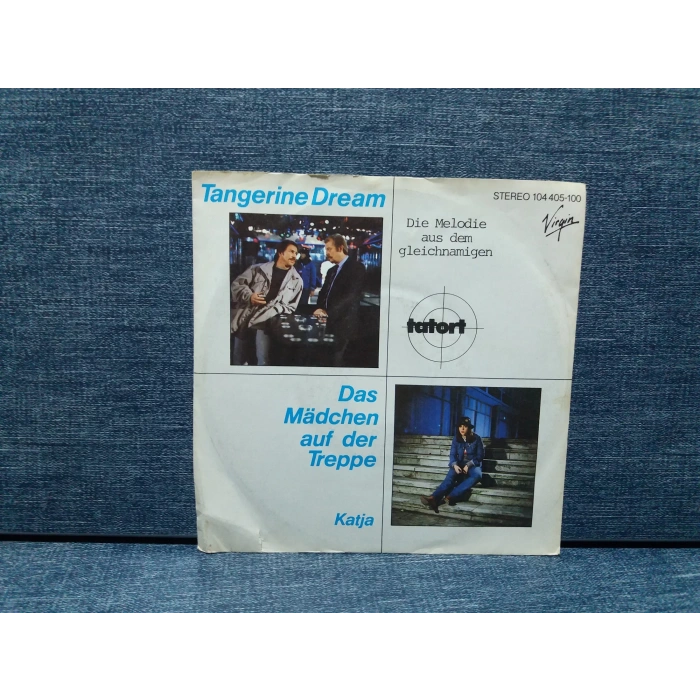 Tangerine Dream
STEREO 104 405-100
Virgin
Die Melodie
aus dem
gleichnamigen
tatort
Das
Mädchen
auf der
Treppe
Katja